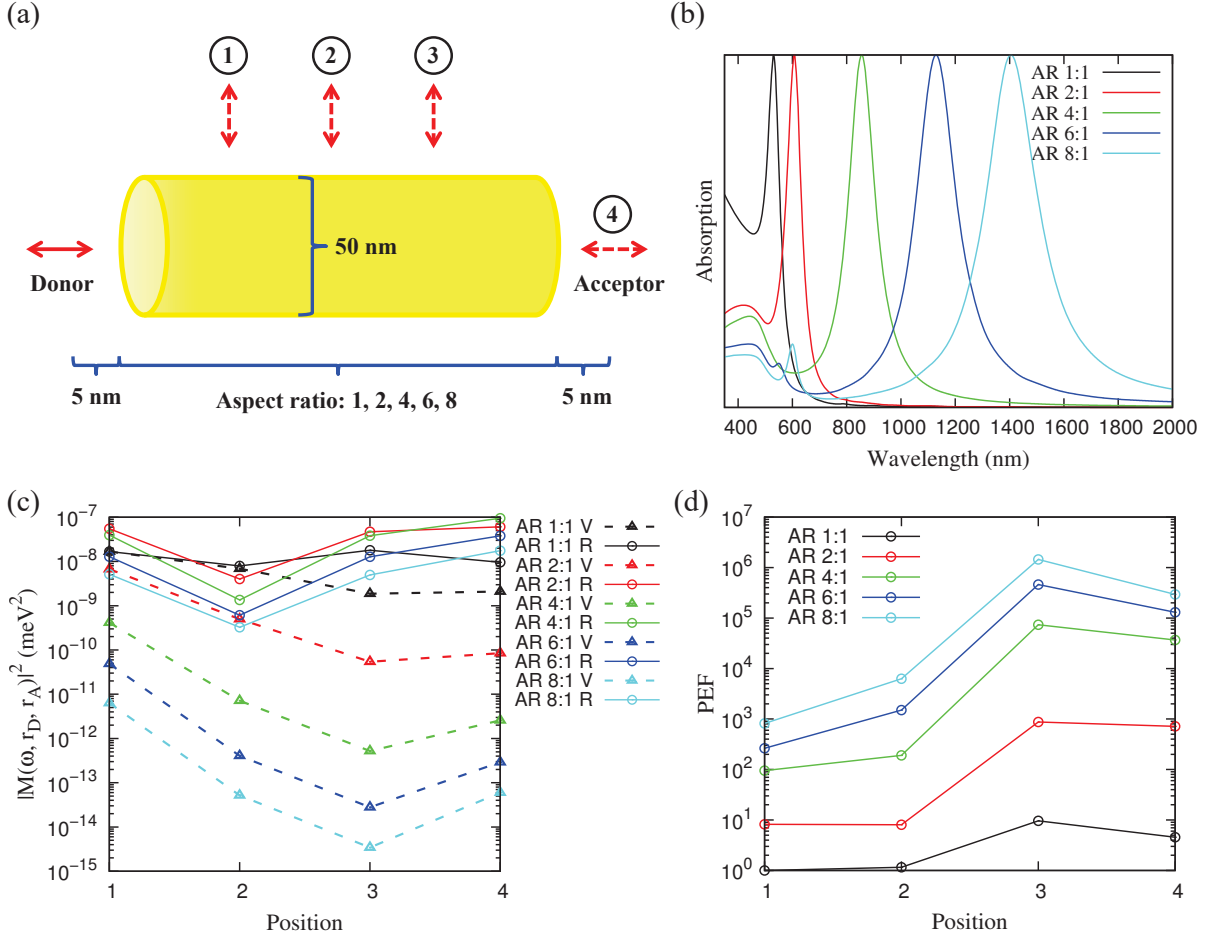 (a)
1
2
3
4
50 nm
Donor
Acceptor
5 nm
5 nm
Aspect ratio: 1, 2, 4, 6, 8
(b)
Absorption
AR 1:1
AR 2:1
AR 4:1
AR 6:1
AR 8:1
400 600 800 1000 1200 1400 1600 1800 2000
Wavelength (nm)
(c)
|M(ω, r_D, r_A)|² (meV²)
10⁻⁷
10⁻⁸
10⁻⁹
10⁻¹⁰
10⁻¹¹
10⁻¹²
10⁻¹³
10⁻¹⁴
10⁻¹⁵
1 2 3 4
Position
AR 1:1 V
AR 1:1 R
AR 2:1 V
AR 2:1 R
AR 4:1 V
AR 4:1 R
AR 6:1 V
AR 6:1 R
AR 8:1 V
AR 8:1 R
(d)
PEF
10⁷
10⁶
10⁵
10⁴
10³
10²
10¹
10⁰
AR 1:1
AR 2:1
AR 4:1
AR 6:1
AR 8:1
1 2 3 4
Position